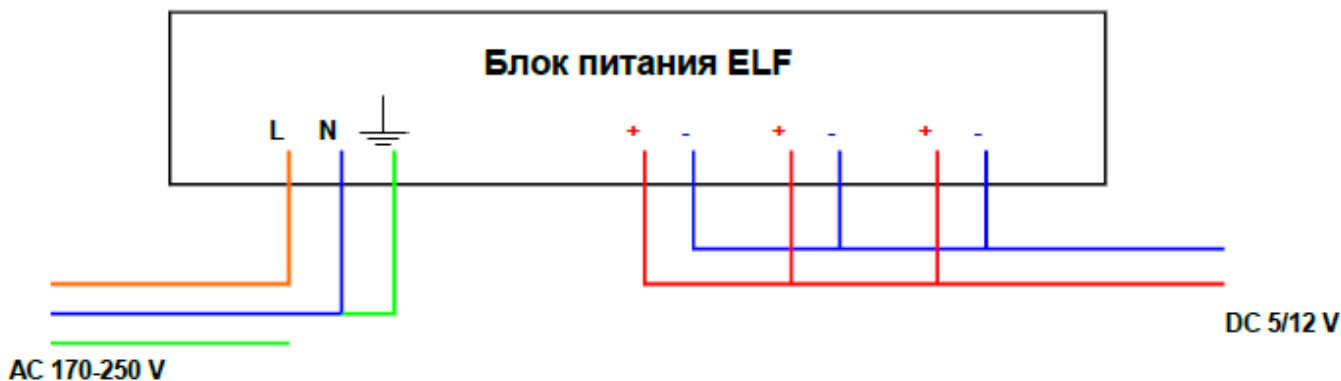 Блок питания ELF
L N + - + - + -
DC 5/12 V
AC 170-250 V